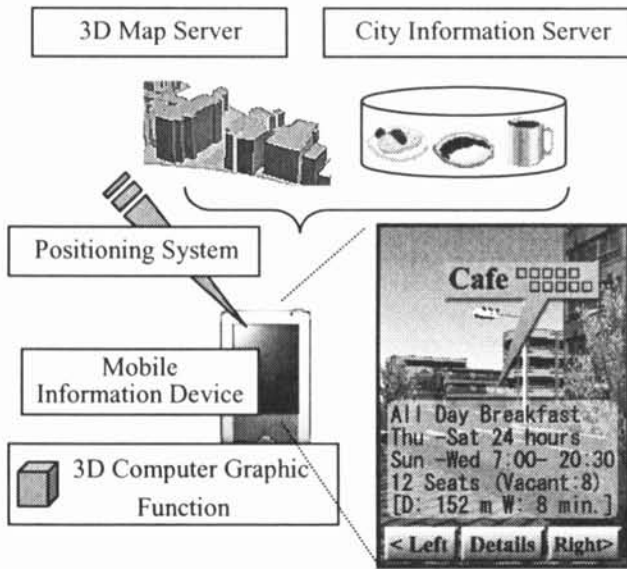 3D Map Server
City Information Server
Positioning System
Mobile
Information Device
3D Computer Graphic
Function
Cafe
All Day Breakfast
Thu -Sat 24 hours
Sun -Wed 7:00- 20:30
12 Seats (Vacant:8)
[D: 152 m W: 8 min.]
< Left
Details
Right>